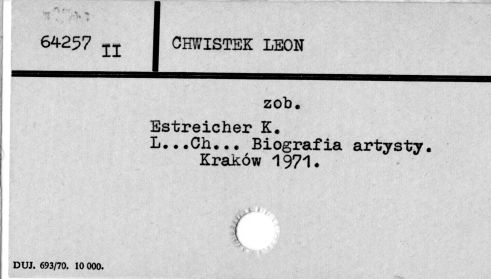 64257 II
CHWISTEK LEON
zob.
Estreicher K.
L...Ch... Biografia artysty.
Kraków 1971.
DUJ. 693/70. 10 000.